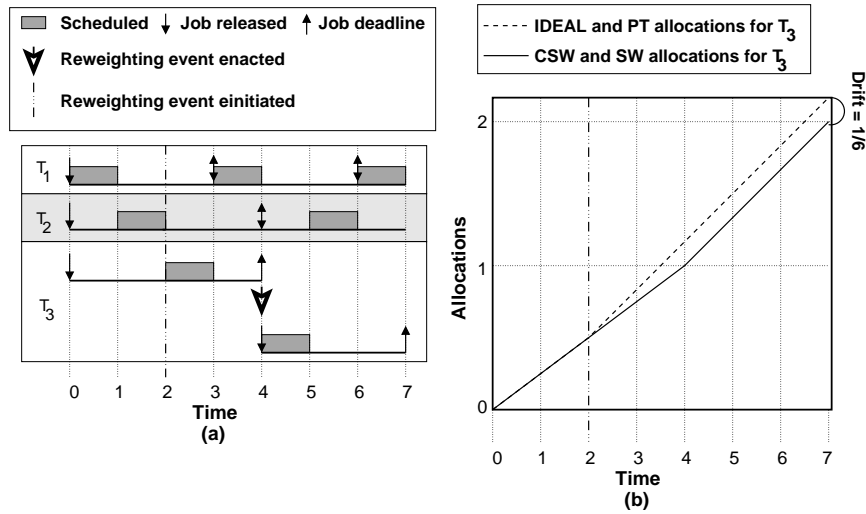 Scheduled Job released Job deadline
Reweighting event enacted
Reweighting event einitiated
T1
T2
T3
0 1 2 3 4 5 6 7
Time
(a)
IDEAL and PT allocations for T3
CSW and SW allocations for T3
Drift = 1/6
Allocations
2
1
0
0 1 2 3 4 5 6 7
Time
(b)